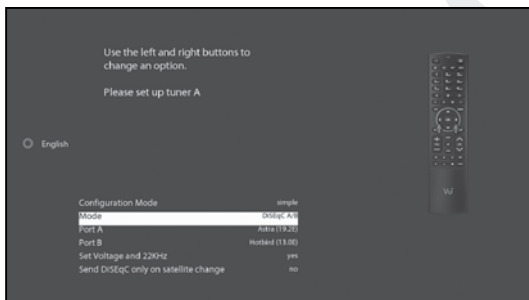 Use the left and right buttons to
change an option.
Please set up tuner A
English
Configuration Mode simple
Mode DiSEqC A/B
Port A Astra (19.2E)
Port B Hotbird (13.0E)
Set Voltage and 22KHz yes
Send DiSEqC only on satellite change no